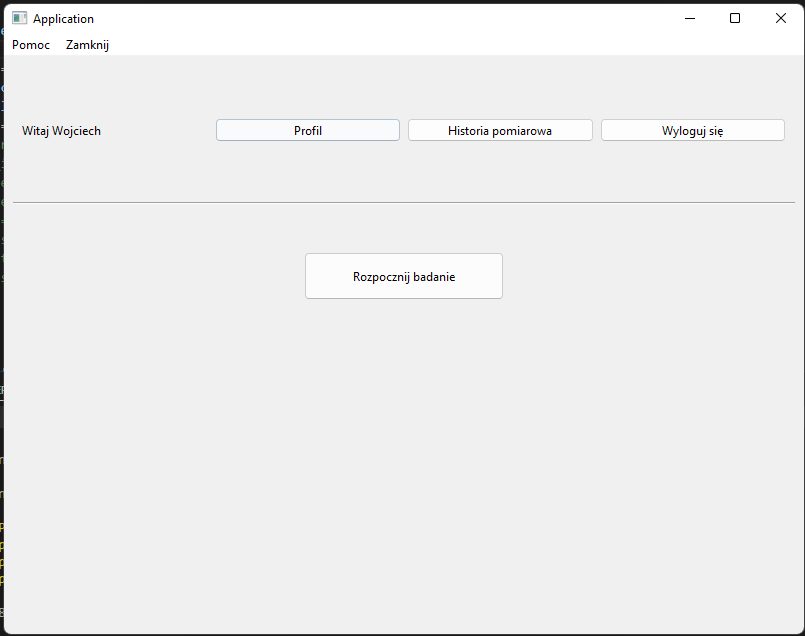 Application
Pomoc Zamknij
Witaj Wojciech Profil Historia pomiarowa Wyloguj się
Rozpocznij badanie